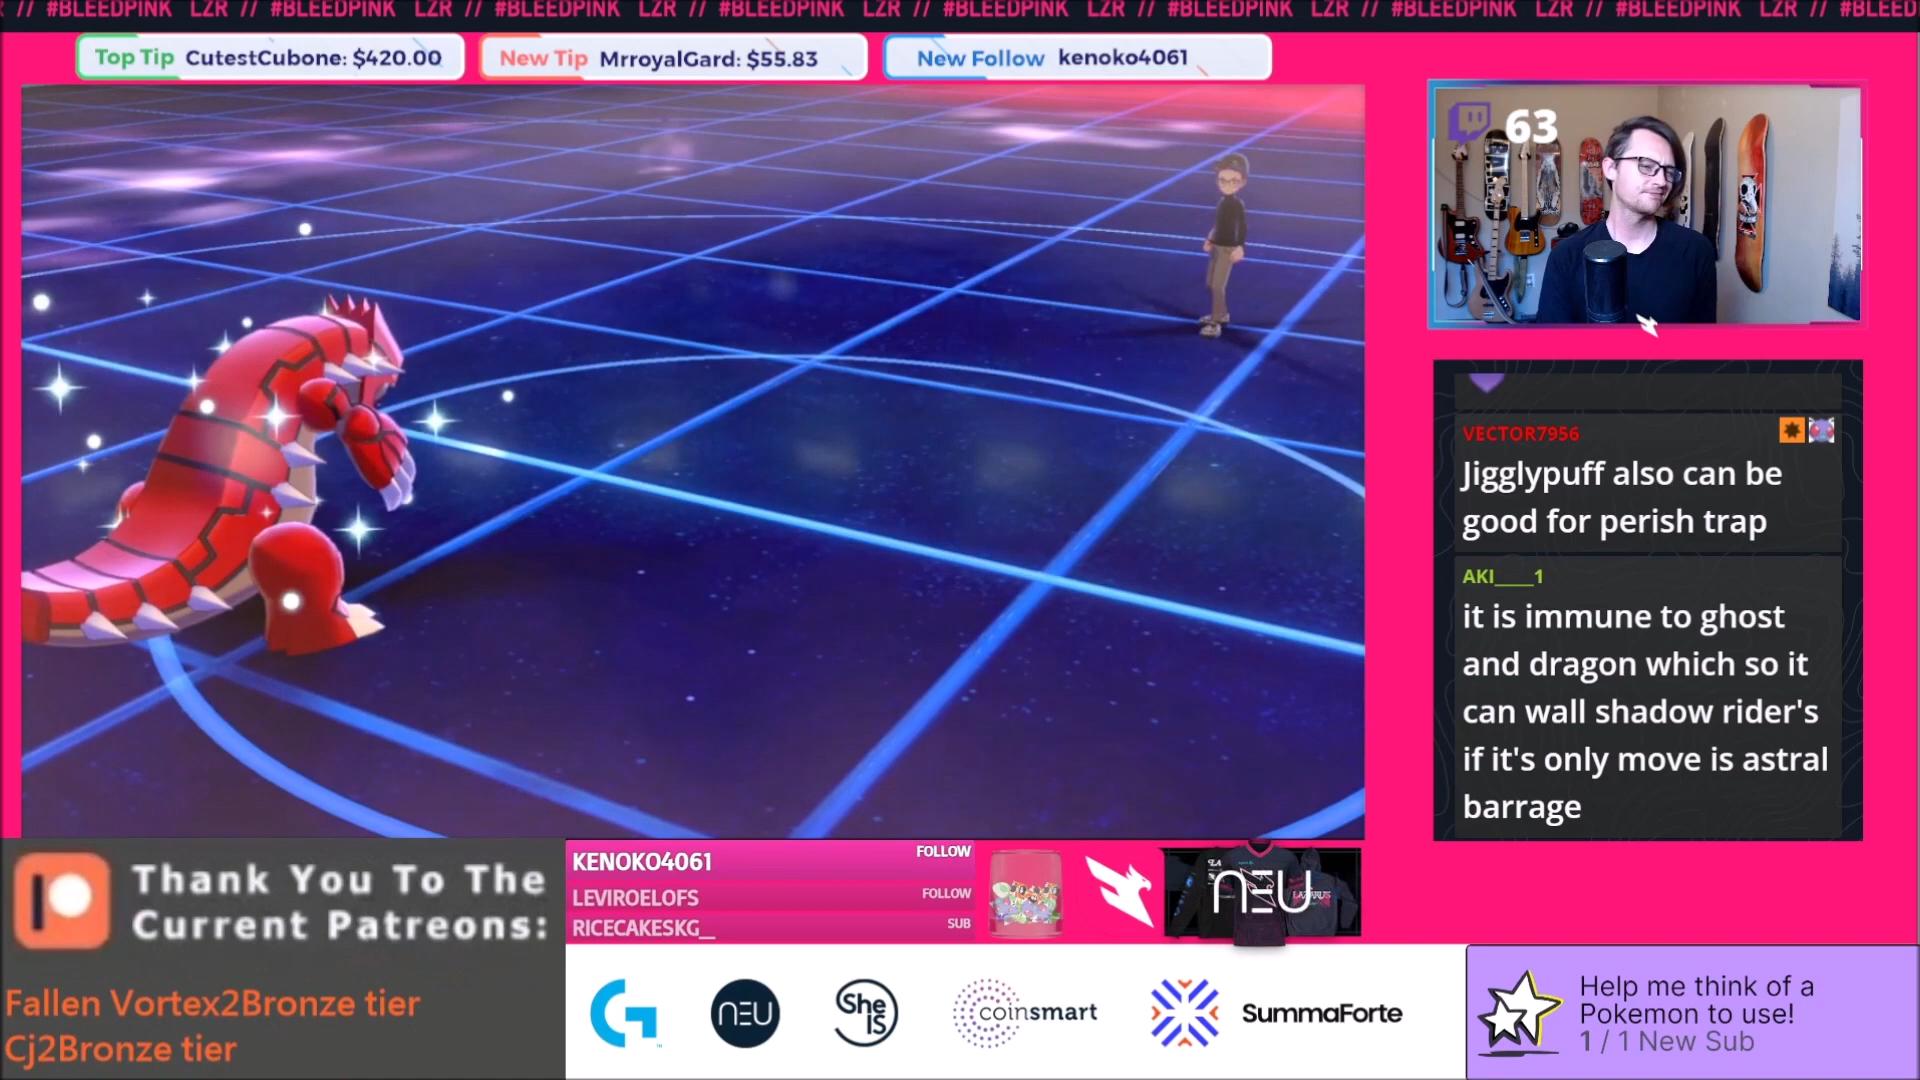 // #BLEEDPINK LZR // #BLEEDPINK LZR // #BLEEDPINK LZR // #BLEEDPINK LZR // #BLEEDPINK LZR // #BLEEDPINK LZR // #BLEEDPINK LZR // #BLEEDPINK LZR // #BLEED
Top Tip CutestCubone: $420.00
New Tip MrroyalGard: $55.83
New Follow kenoko4061
63
VECTOR7956
Jigglypuff also can be
good for perish trap
AKI____1
it is immune to ghost
and dragon which so it
can wall shadow rider's
if it's only move is astral
barrage
Thank You To The
Current Patreons:
Fallen Vortex2Bronze tier
Cj2Bronze tier
KENOKO4061 FOLLOW
LEVIROELOFS FOLLOW
RICECAKESKG__ SUB
NEU
LAZARUS
G
NEU
She
IS
coinsmart
SummaForte
Help me think of a
Pokemon to use!
1 / 1 New Sub